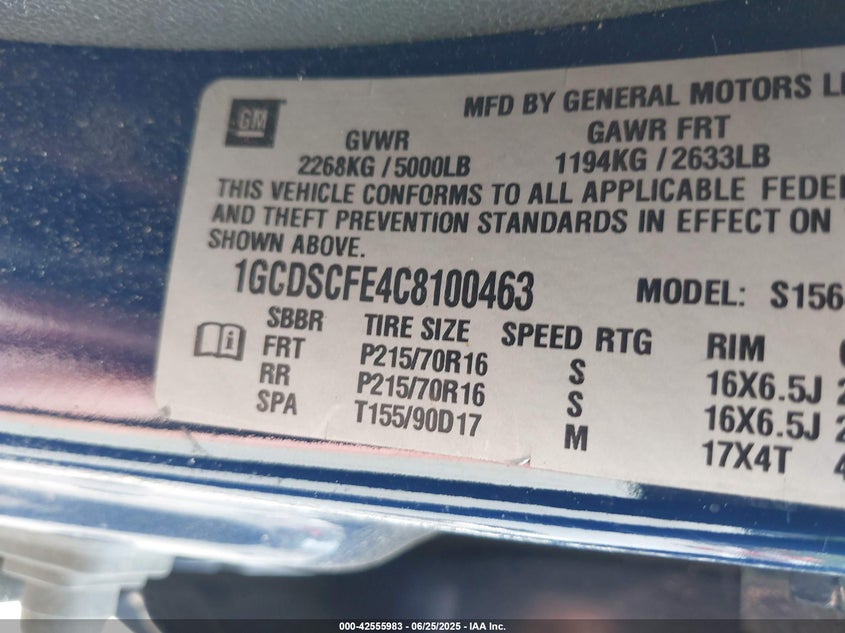 GM
MFD BY GENERAL MOTORS
GVWR GAWR FRT
2268KG / 5000LB 1194KG / 2633LB
THIS VEHICLE CONFORMS TO ALL APPLICABLE
AND THEFT PREVENTION STANDARDS IN EFFECT ON
SHOWN ABOVE.
1GCDSCFE4C8100463 MODEL: S156
SBBR TIRE SIZE SPEED RTG RIM
FRT P215/70R16 S 16X6.5J
RR P215/70R16 S 16X6.5J
SPA T155/90D17 M 17X4T
000-42555983 / 06/25/2025 - IAA Inc.